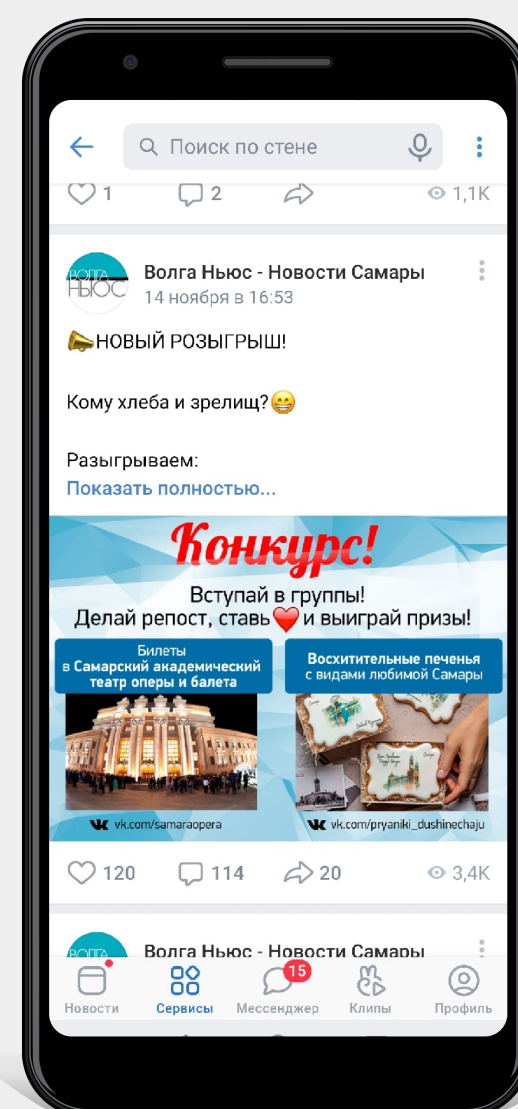 Поиск по стене
1 2 1,1K
ВОЛГА
НЬЮС
Волга Ньюс - Новости Самары
14 ноября в 16:53
НОВЫЙ РОЗЫГРЫШ!
Кому хлеба и зрелищ?
Разыгрываем:
Показать полностью...
Конкурс!
Вступай в группы!
Делай репост, ставь и выиграй призы!
Билеты
в Самарский академический
театр оперы и балета
Восхитительные печенья
с видами любимой Самары
vk.com/samaraopera
vk.com/pryaniki_dushinechaju
120 114 20 3,4K
ВОЛГА
Волга Ньюс - Новости Самары
15
Новости Сервисы Мессенджер Клипы Профиль